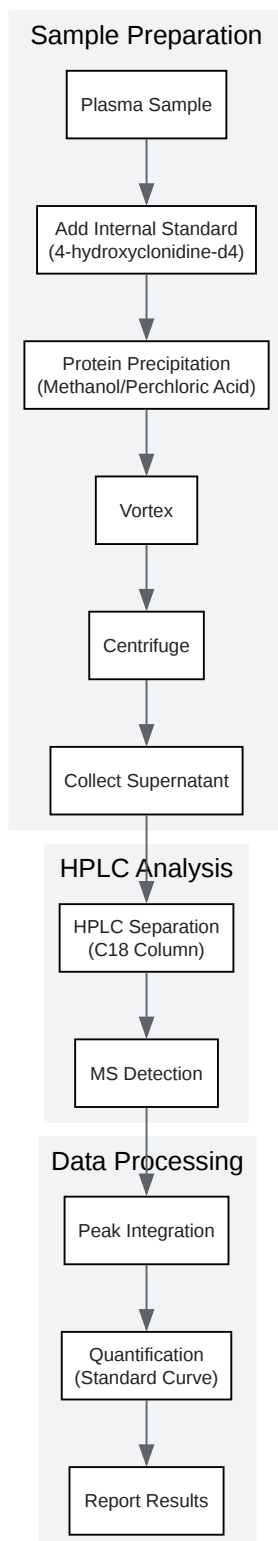 Sample Preparation
Plasma Sample
Add Internal Standard
(4-hydroxyclonidine-d4)
Protein Precipitation
(Methanol/Perchloric Acid)
Vortex
Centrifuge
Collect Supernatant
HPLC Analysis
HPLC Separation
(C18 Column)
MS Detection
Data Processing
Peak Integration
Quantification
(Standard Curve)
Report Results